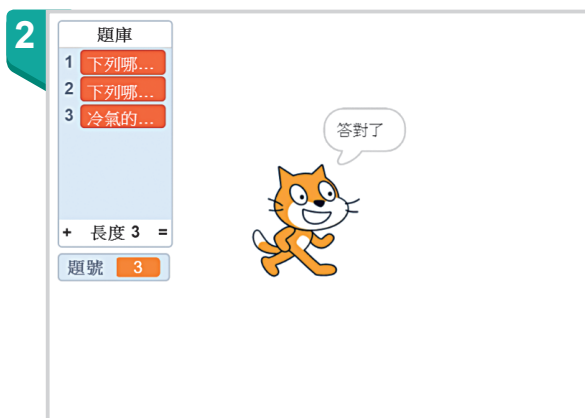 2
題庫
1 下列哪...
2 下列哪...
3 冷氣的...
+ 長度 3 =
題號 3
答對了